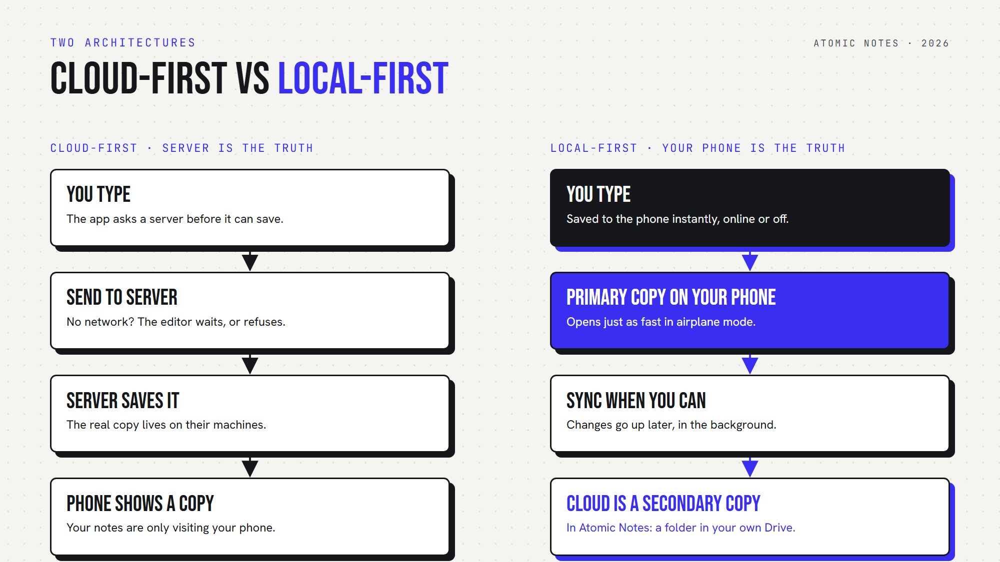 TWO ARCHITECTURES
ATOMIC NOTES · 2026
CLOUD-FIRST VS LOCAL-FIRST
CLOUD-FIRST · SERVER IS THE TRUTH
YOU TYPE
The app asks a server before it can save.
SEND TO SERVER
No network? The editor waits, or refuses.
SERVER SAVES IT
The real copy lives on their machines.
PHONE SHOWS A COPY
Your notes are only visiting your phone.
LOCAL-FIRST · YOUR PHONE IS THE TRUTH
YOU TYPE
Saved to the phone instantly, online or off.
PRIMARY COPY ON YOUR PHONE
Opens just as fast in airplane mode.
SYNC WHEN YOU CAN
Changes go up later, in the background.
CLOUD IS A SECONDARY COPY
In Atomic Notes: a folder in your own Drive.